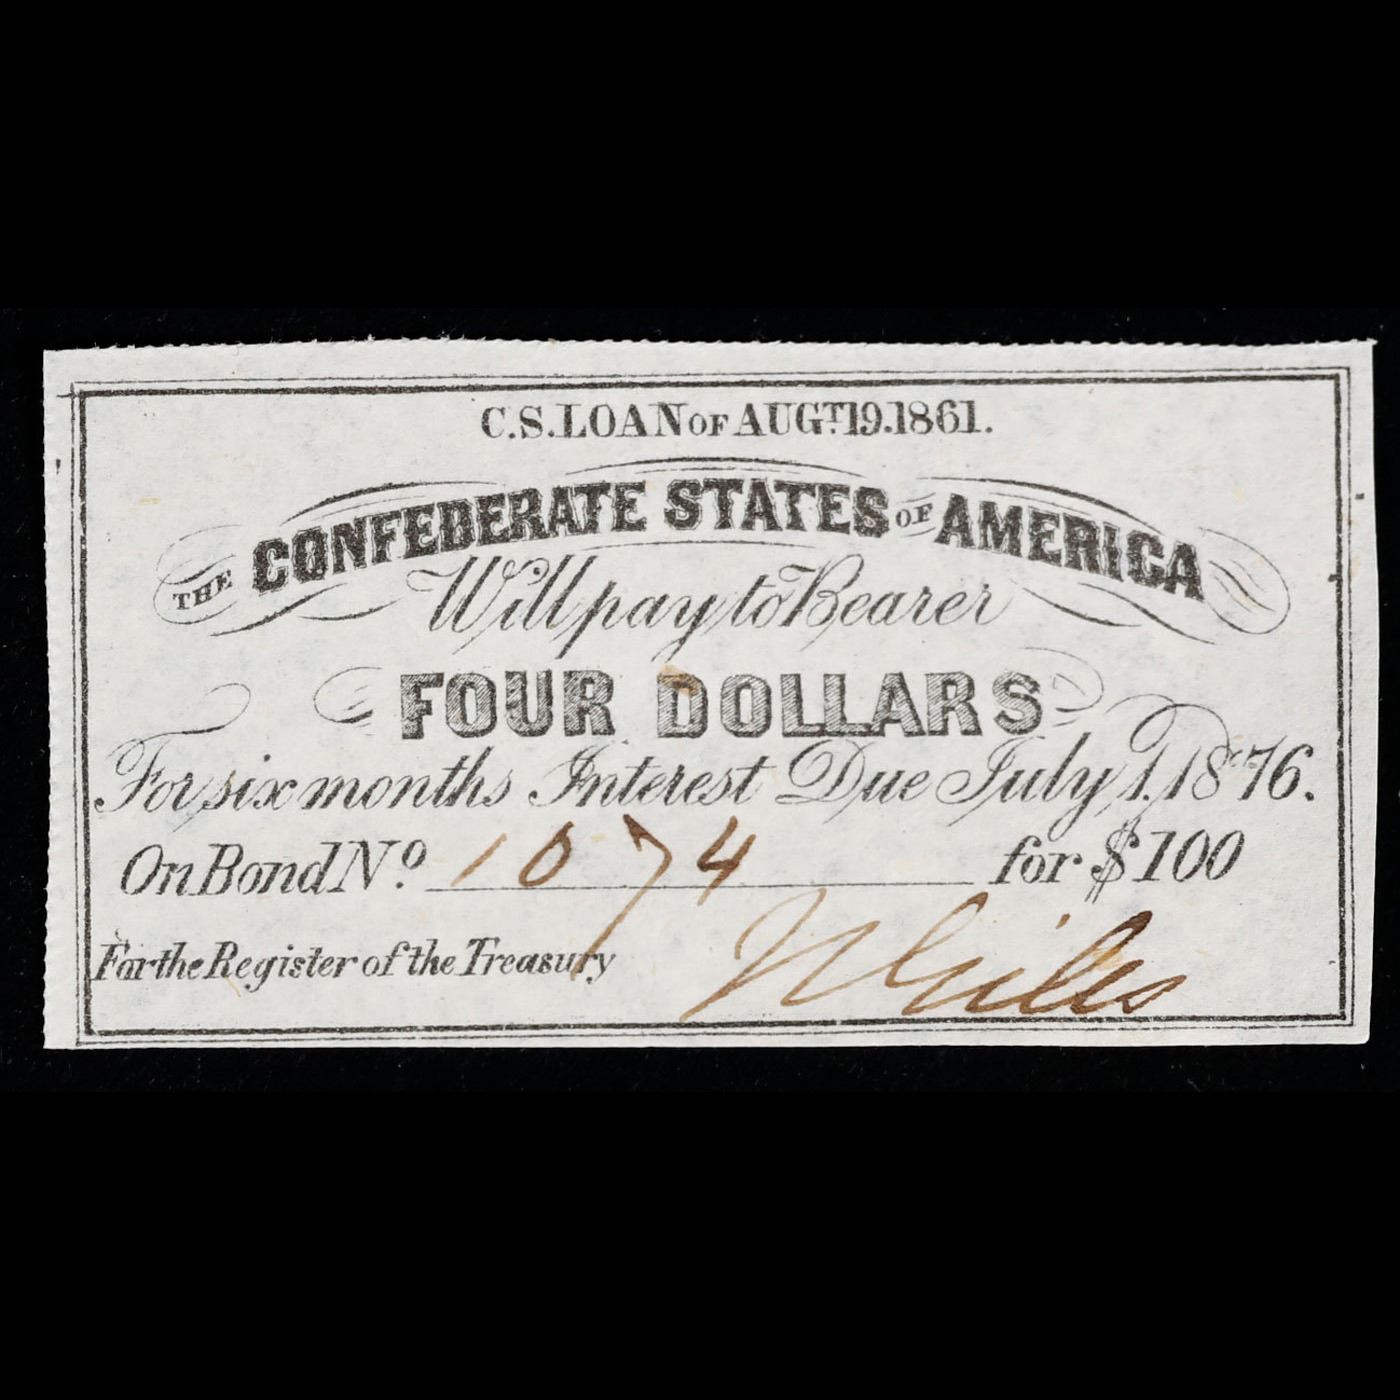 C.S.LOAN OF AUGT.19.1861.
THE CONFEDERATE STATES OF AMERICA
Will pay to Bearer
FOUR DOLLARS
For six months Interest Due July 1, 1876.
On Bond No. 1074 for $100
For the Register of the Treasury